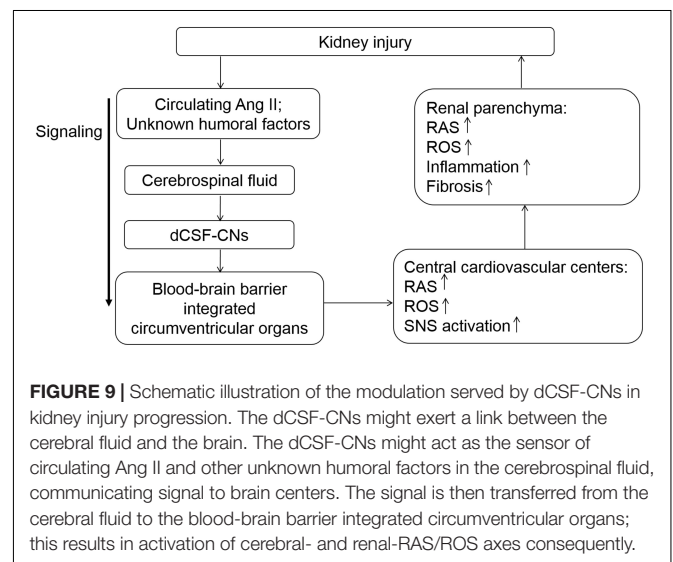 Kidney injury
Signaling
Circulating Ang II;
Unknown humoral factors
Cerebrospinal fluid
dCSF-CNs
Blood-brain barrier
integrated
circumventricular organs
Central cardiovascular centers:
RAS ↑
ROS ↑
SNS activation ↑
Renal parenchyma:
RAS ↑
ROS ↑
Inflammation ↑
Fibrosis ↑
FIGURE 9 | Schematic illustration of the modulation served by dCSF-CNs in
kidney injury progression. The dCSF-CNs might exert a link between the
cerebral fluid and the brain. The dCSF-CNs might act as the sensor of
circulating Ang II and other unknown humoral factors in the cerebrospinal fluid,
communicating signal to brain centers. The signal is then transferred from the
cerebral fluid to the blood-brain barrier integrated circumventricular organs;
this results in activation of cerebral- and renal-RAS/ROS axes consequently.